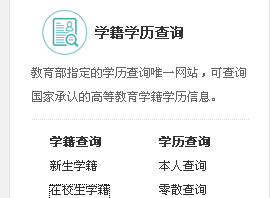 学籍学历查询
教育部指定的学历查询唯一网站，可查询
国家承认的高等教育学籍学历信息。
学籍查询 学历查询
新生学籍 本人查询
在校生学籍 零散查询